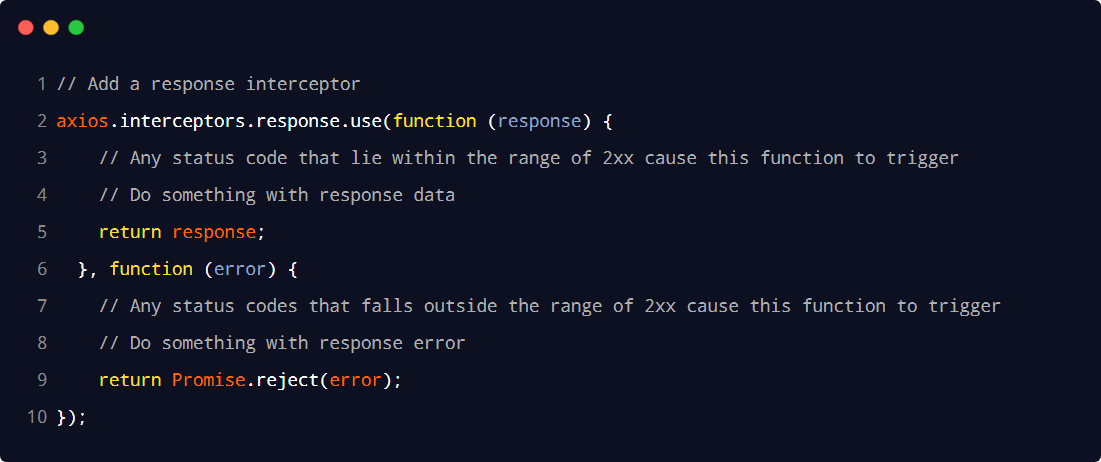 1 // Add a response interceptor
2 axios.interceptors.response.use(function (response) {
3     // Any status code that lie within the range of 2xx cause this function to trigger
4     // Do something with response data
5     return response;
6   }, function (error) {
7     // Any status codes that falls outside the range of 2xx cause this function to trigger
8     // Do something with response error
9     return Promise.reject(error);
10 });